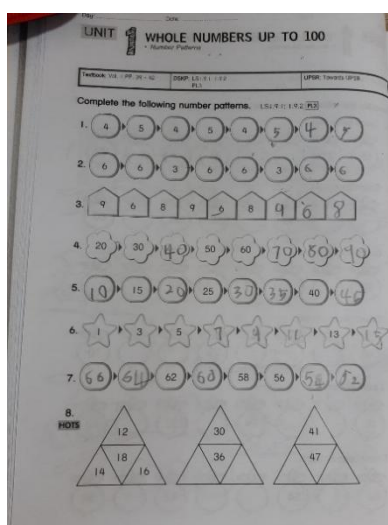 Date
UNIT 1 WHOLE NUMBERS UP TO 100
• Number Patterns
Complete the following number patterns.
1. 4 5 4 5 4 5 4 5
2. 6 6 3 6 6 3 6 6
3. 9 6 8 9 6 8 9 6 8
4. 20 30 40 50 60 70 80 90
5. 10 15 20 25 30 35 40 45
6. 1 3 5 7 9 11 13 15
7. 66 64 62 60 58 56 54 52
8.
HOTS
12 30 41
18 36 47
14 16